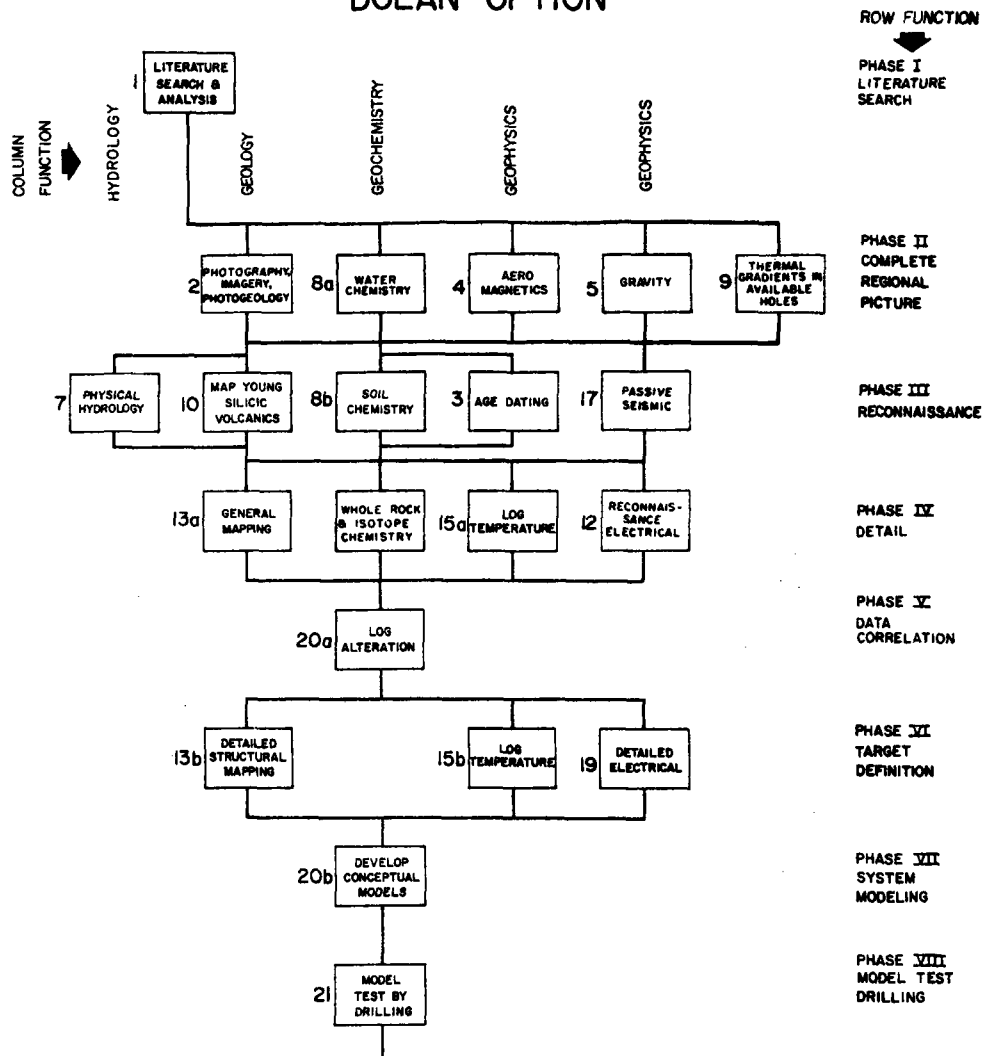 DOLAN OPTION
ROW FUNCTION
PHASE I
LITERATURE
SEARCH
1
LITERATURE
SEARCH &
ANALYSIS
COLUMN
FUNCTION
HYDROLOGY
GEOLOGY
GEOCHEMISTRY
GEOPHYSICS
GEOPHYSICS
2
PHOTOGRAPHY,
IMAGERY,
PHOTOGEOLOGY
8a
WATER
CHEMISTRY
4
AERO
MAGNETICS
5
GRAVITY
9
THERMAL
GRADIENTS IN
AVAILABLE
HOLES
PHASE II
COMPLETE
REGIONAL
PICTURE
7
PHYSICAL
HYDROLOGY
10
MAP YOUNG
SILICIC
VOLCANICS
8b
SOIL
CHEMISTRY
3
AGE DATING
17
PASSIVE
SEISMIC
PHASE III
RECONNAISSANCE
13a
GENERAL
MAPPING
WHOLE ROCK
& ISOTOPE
CHEMISTRY
15a
LOG
TEMPERATURE
12
RECONNAIS-
SANCE
ELECTRICAL
PHASE IV
DETAIL
20a
LOG
ALTERATION
PHASE V
DATA
CORRELATION
13b
DETAILED
STRUCTURAL
MAPPING
15b
LOG
TEMPERATURE
19
DETAILED
ELECTRICAL
PHASE VI
TARGET
DEFINITION
20b
DEVELOP
CONCEPTUAL
MODELS
PHASE VII
SYSTEM
MODELING
21
MODEL
TEST BY
DRILLING
PHASE VIII
MODEL TEST
DRILLING